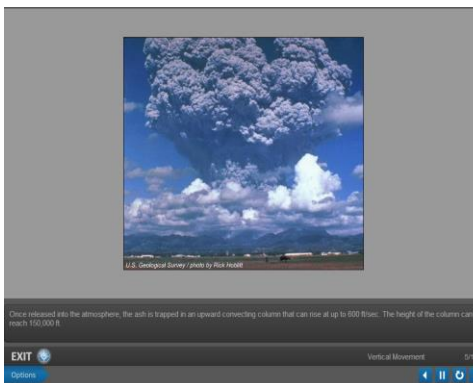 U.S. Geological Survey / photo by Rick Hoblitt
Once released into the atmosphere, the ash is trapped in an upward convecting column that can rise at up to 600 ft/sec. The height of the column can
reach 150,000 ft
EXIT
Vertical Movement
Options